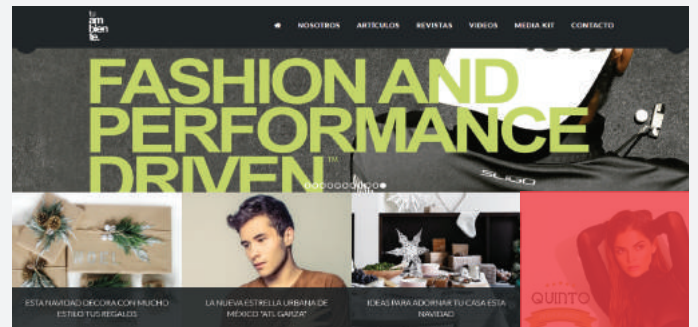 tu
am
bien
te.
NOSOTROS ARTÍCULOS REVISTAS VIDEOS MEDIA KIT CONTACTO
FASHION AND
PERFORMANCE
DRIVEN™
ESTA NAVIDAD DECORA CON MUCHO
ESTILO TUS REGALOS
LA NUEVA ESTRELLA URBANA DE
MÉXICO "ATL GARZA"
IDEAS PARA ADORNAR TU CASA ESTA
NAVIDAD
QUINTO